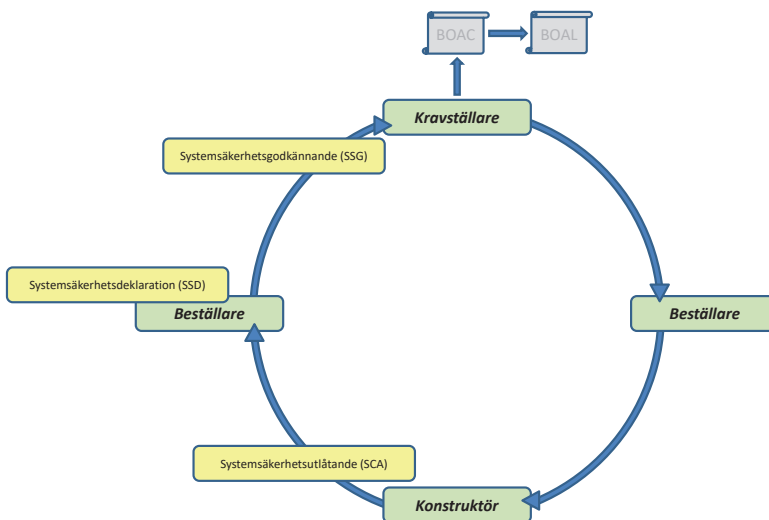 BOAC
BOAL
Kravställare
Systemsäkerhetsgodkännande (SSG)
Systemsäkerhetsdeklaration (SSD)
Beställare
Beställare
Systemsäkerhetsutlåtande (SCA)
Konstruktör